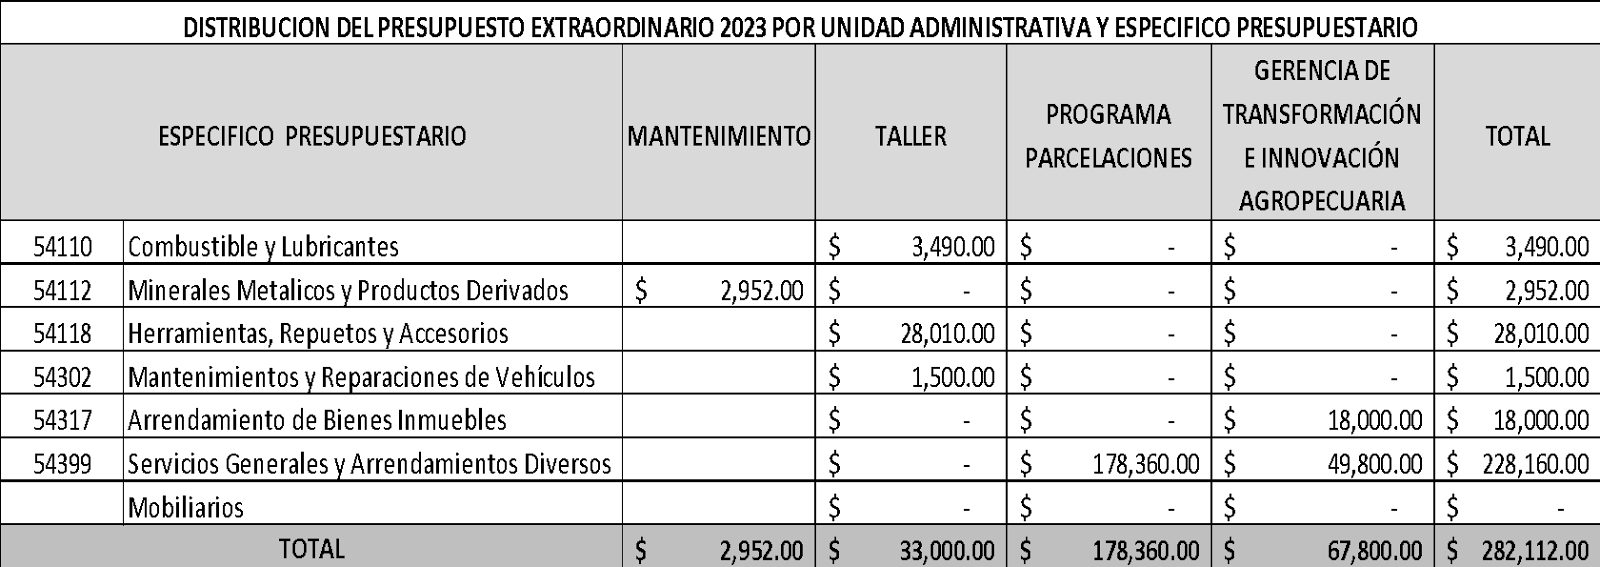 DISTRIBUCION DEL PRESUPUESTO EXTRAORDINARIO 2023 POR UNIDAD ADMINISTRATIVA Y ESPECIFICO PRESUPUESTARIO
ESPECIFICO PRESUPUESTARIO MANTENIMIENTO TALLER PROGRAMA PARCELACIONES GERENCIA DE TRANSFORMACIÓN E INNOVACIÓN AGROPECUARIA TOTAL
54110 Combustible y Lubricantes $ 3,490.00 $ - $ - $ 3,490.00
54112 Minerales Metalicos y Productos Derivados $ 2,952.00 $ - $ - $ - $ 2,952.00
54118 Herramientas, Repuetos y Accesorios $ 28,010.00 $ - $ - $ 28,010.00
54302 Mantenimientos y Reparaciones de Vehículos $ 1,500.00 $ - $ - $ 1,500.00
54317 Arrendamiento de Bienes Inmuebles $ - $ - $ 18,000.00 $ 18,000.00
54399 Servicios Generales y Arrendamientos Diversos $ - $ 178,360.00 $ 49,800.00 $ 228,160.00
Mobiliarios $ - $ - $ - $ -
TOTAL $ 2,952.00 $ 33,000.00 $ 178,360.00 $ 67,800.00 $ 282,112.00